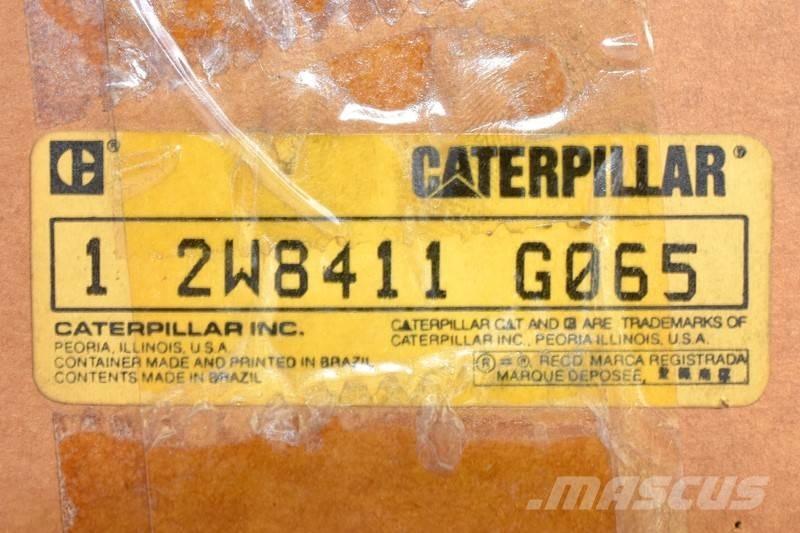 CATERPILLAR®
1 2W8411 G065
CATERPILLAR INC.
PEORIA, ILLINOIS, U.S.A.
CONTAINER MADE AND PRINTED IN BRAZIL
CONTENTS MADE IN BRAZIL
CATERPILLAR CAT AND C ARE TRADEMARKS OF
CATERPILLAR INC., PEORIA, ILLINOIS, U.S.A.
® = ®, RECD. MARCA REGISTRADA
MARQUE DEPOSEE,
.MASCUS